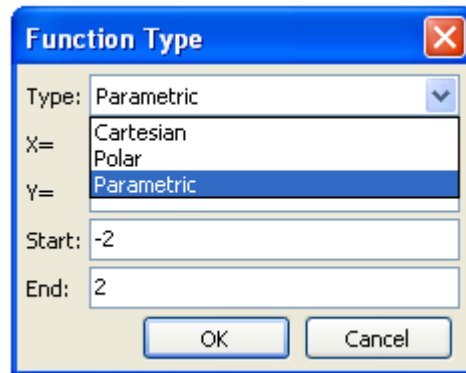 Function Type
Type: Parametric
X= Cartesian
Polar
Y= Parametric
Start: -2
End: 2
OK Cancel